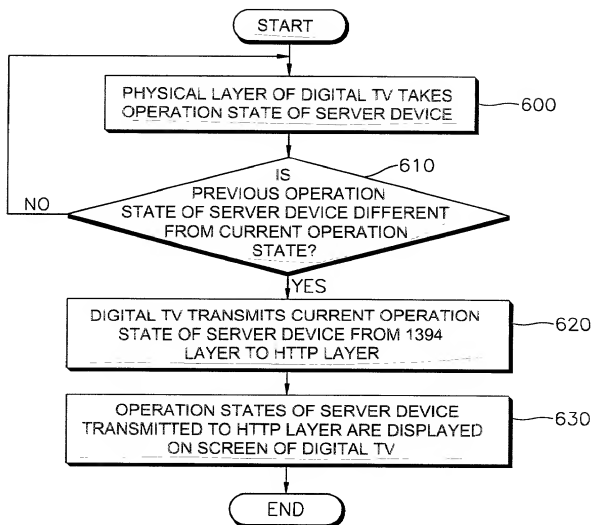 START
PHYSICAL LAYER OF DIGITAL TV TAKES
OPERATION STATE OF SERVER DEVICE
600
610
IS
PREVIOUS OPERATION
STATE OF SERVER DEVICE DIFFERENT
FROM CURRENT OPERATION
STATE?
NO
YES
DIGITAL TV TRANSMITS CURRENT OPERATION
STATE OF SERVER DEVICE FROM 1394
LAYER TO HTTP LAYER
620
OPERATION STATES OF SERVER DEVICE
TRANSMITTED TO HTTP LAYER ARE DISPLAYED
ON SCREEN OF DIGITAL TV
630
END